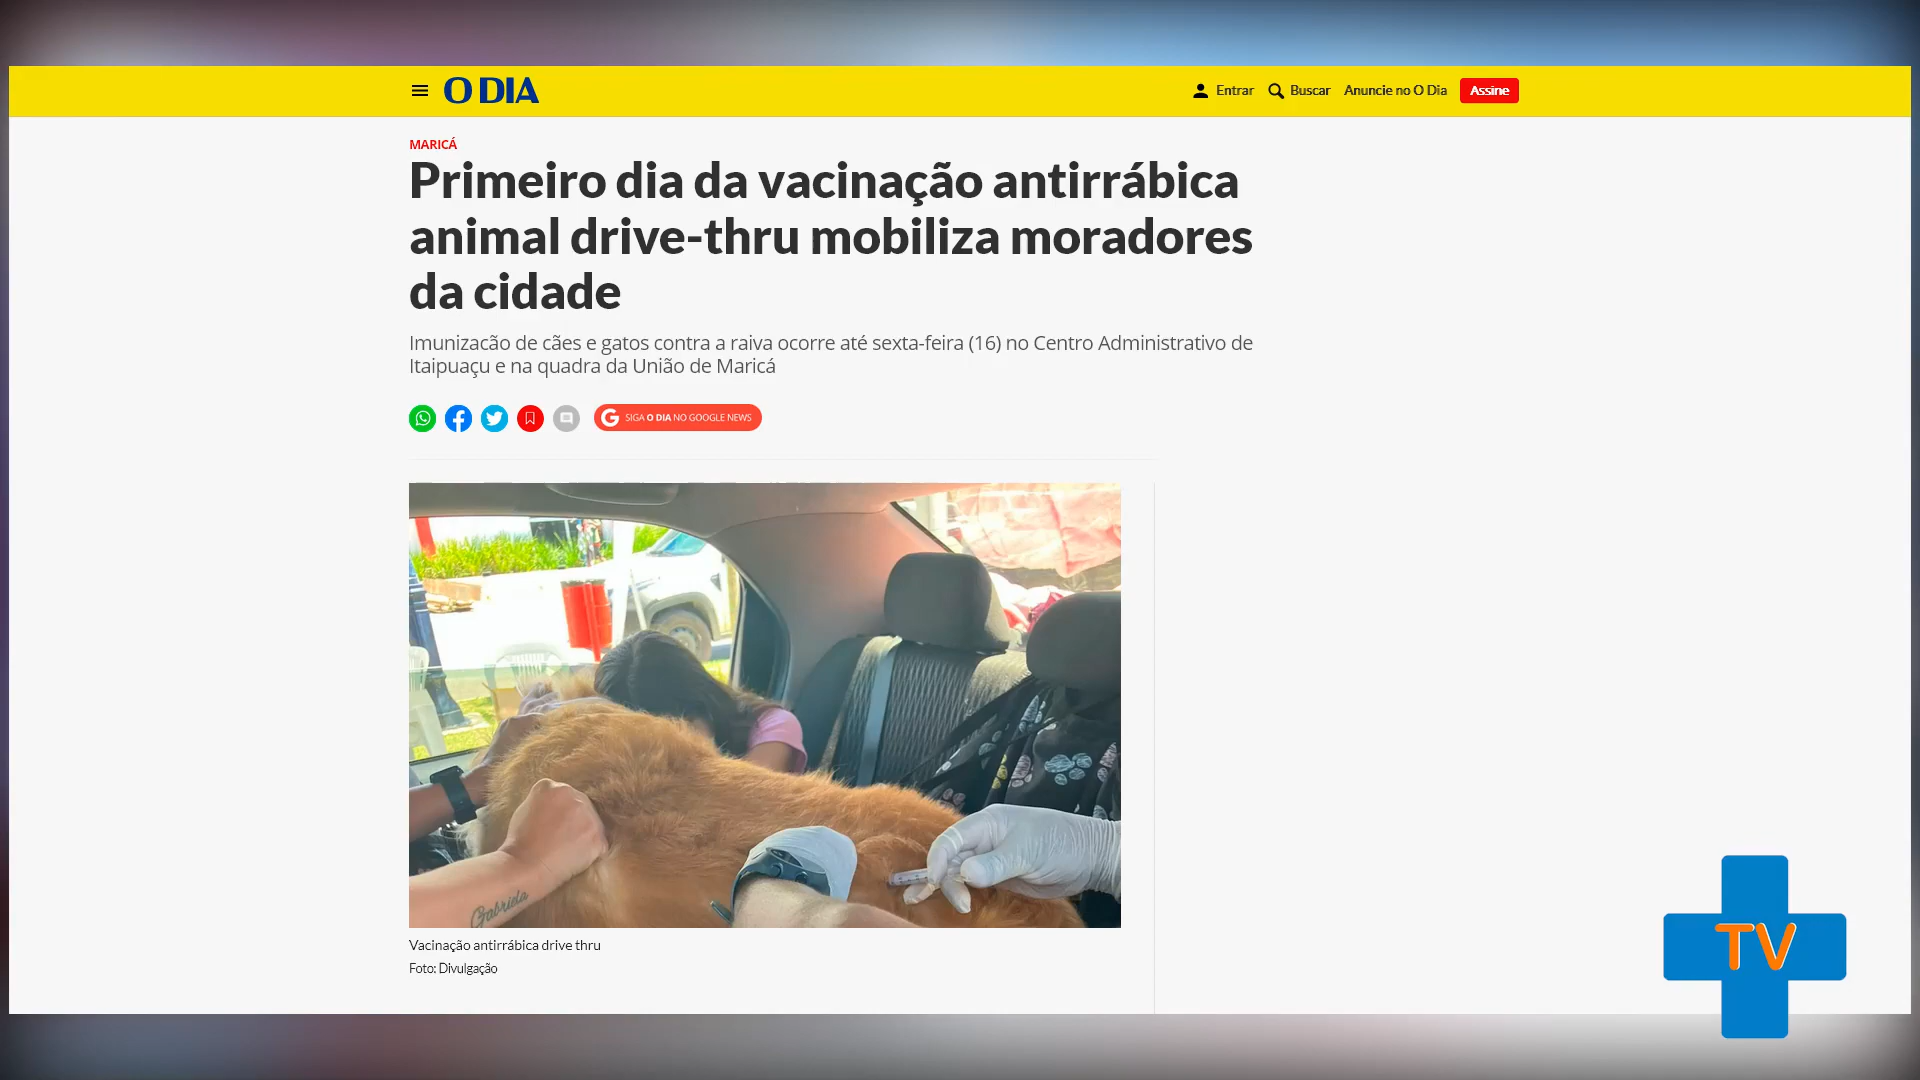 O DIA
Entrar
Buscar
Anuncie no O Dia
Assine
MARICÁ
Primeiro dia da vacinação antirrábica
animal drive-thru mobiliza moradores
da cidade
Imunizacão de cães e gatos contra a raiva ocorre até sexta-feira (16) no Centro Administrativo de
Itaipuaçu e na quadra da União de Maricá
SIGA O DIA NO GOOGLE NEWS
Gabriela
Vacinação antirrábica drive thru
Foto: Divulgação
TV